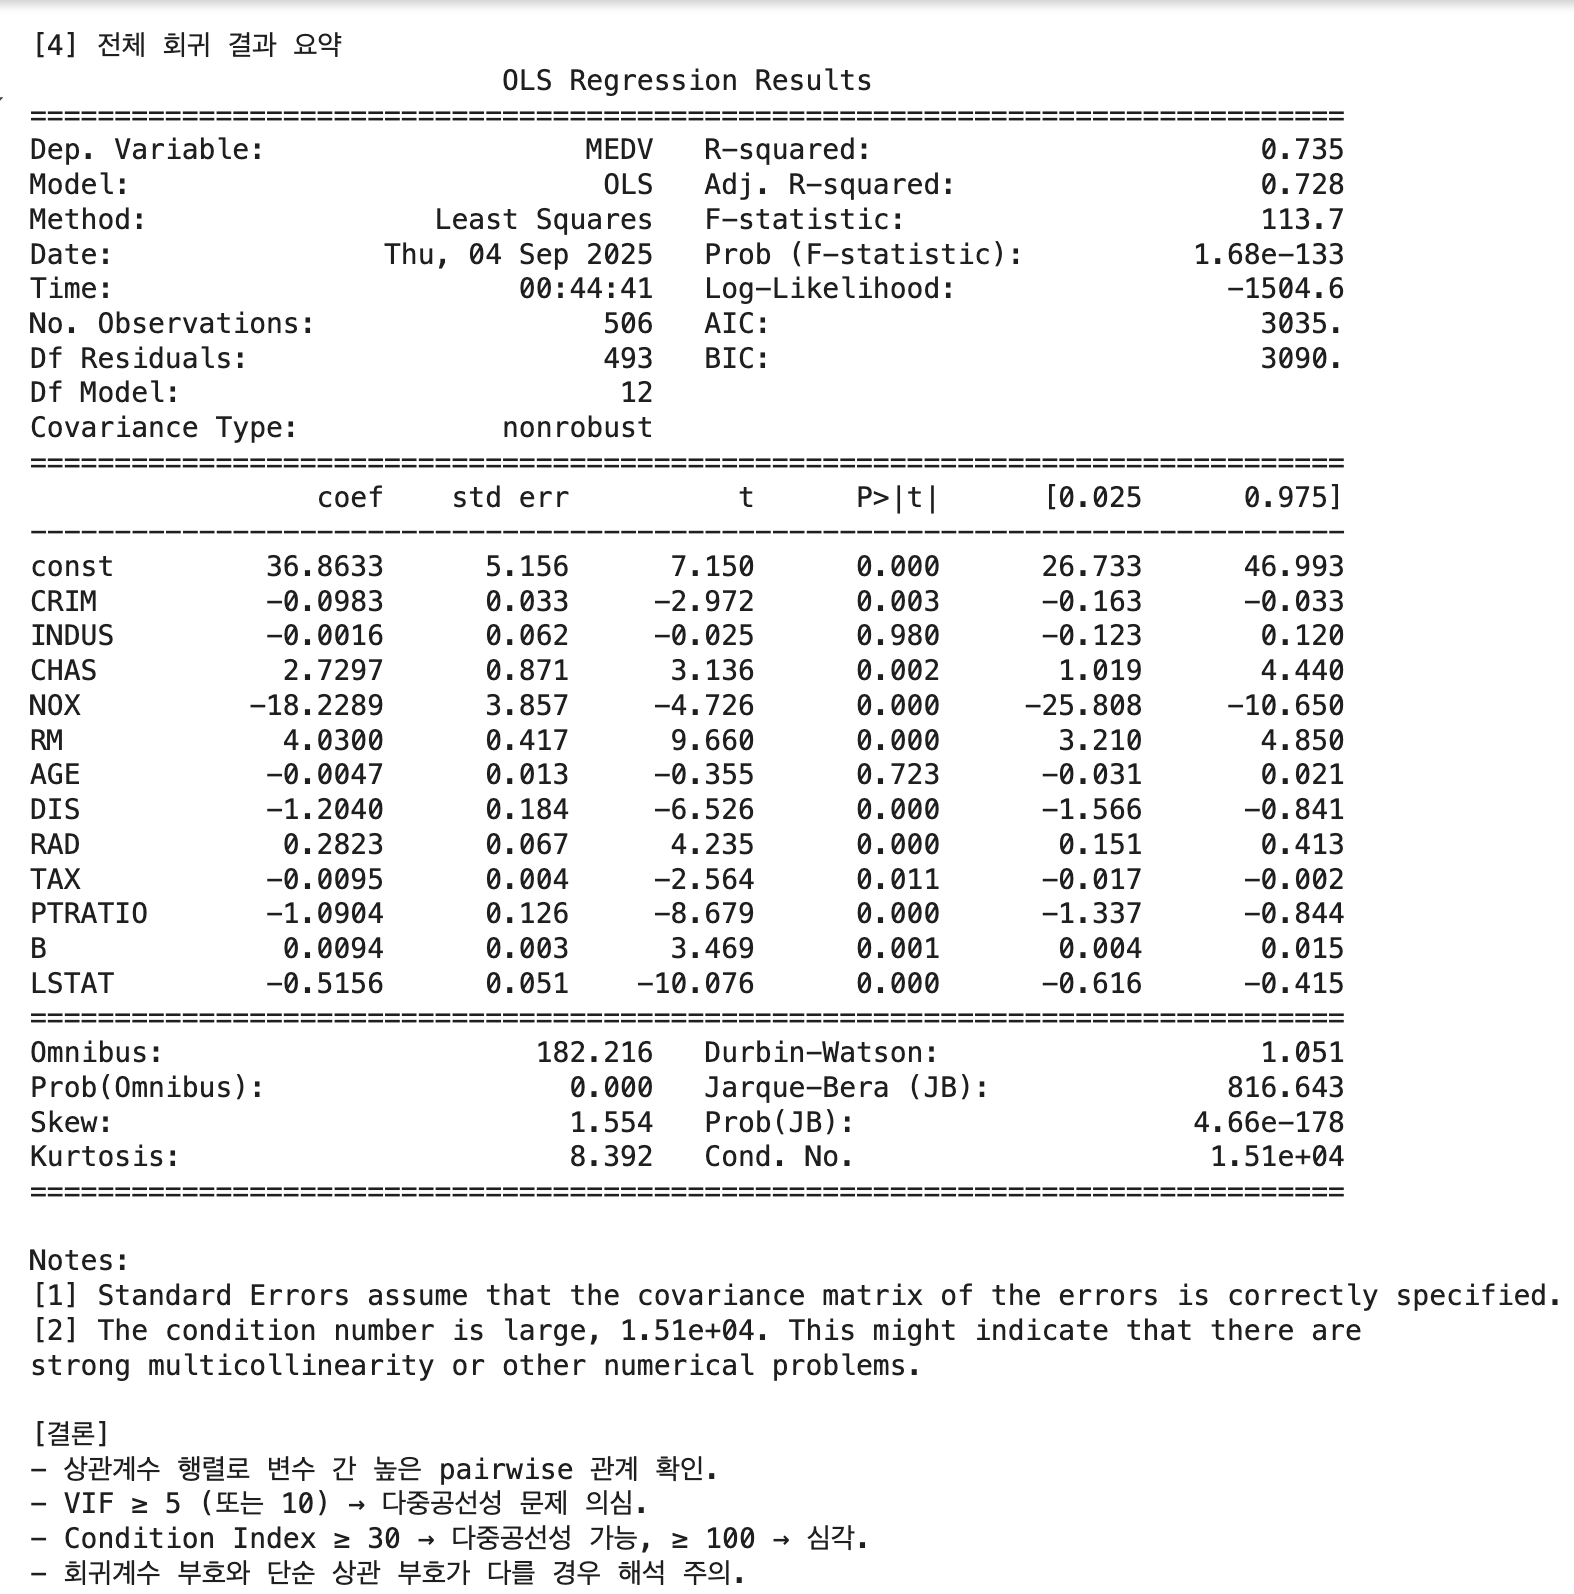 [4] 전체 회귀 결과 요약
                            OLS Regression Results
==============================================================================
Dep. Variable:                   MEDV   R-squared:                       0.735
Model:                            OLS   Adj. R-squared:                  0.728
Method:                 Least Squares   F-statistic:                     113.7
Date:                Thu, 04 Sep 2025   Prob (F-statistic):          1.68e-133
Time:                        00:44:41   Log-Likelihood:                -1504.6
No. Observations:                 506   AIC:                             3035.
Df Residuals:                     493   BIC:                             3090.
Df Model:                          12
Covariance Type:            nonrobust
==============================================================================
                 coef    std err          t      P>|t|      [0.025      0.975]
------------------------------------------------------------------------------
const         36.8633      5.156      7.150      0.000      26.733      46.993
CRIM          -0.0983      0.033     -2.972      0.003      -0.163      -0.033
INDUS         -0.0016      0.062     -0.025      0.980      -0.123       0.120
CHAS           2.7297      0.871      3.136      0.002       1.019       4.440
NOX          -18.2289      3.857     -4.726      0.000     -25.808     -10.650
RM             4.0300      0.417      9.660      0.000       3.210       4.850
AGE           -0.0047      0.013     -0.355      0.723      -0.031       0.021
DIS           -1.2040      0.184     -6.526      0.000      -1.566      -0.841
RAD            0.2823      0.067      4.235      0.000       0.151       0.413
TAX           -0.0095      0.004     -2.564      0.011      -0.017      -0.002
PTRATIO       -1.0904      0.126     -8.679      0.000      -1.337      -0.844
B              0.0094      0.003      3.469      0.001       0.004       0.015
LSTAT         -0.5156      0.051    -10.076      0.000      -0.616      -0.415
==============================================================================
Omnibus:                      182.216   Durbin-Watson:                   1.051
Prob(Omnibus):                  0.000   Jarque-Bera (JB):              816.643
Skew:                           1.554   Prob(JB):                    4.66e-178
Kurtosis:                       8.392   Cond. No.                     1.51e+04
==============================================================================
Notes:
[1] Standard Errors assume that the covariance matrix of the errors is correctly specified.
[2] The condition number is large, 1.51e+04. This might indicate that there are
strong multicollinearity or other numerical problems.
[결론]
- 상관계수 행렬로 변수 간 높은 pairwise 관계 확인.
- VIF ≥ 5 (또는 10) → 다중공선성 문제 의심.
- Condition Index ≥ 30 → 다중공선성 가능, ≥ 100 → 심각.
- 회귀계수 부호와 단순 상관 부호가 다를 경우 해석 주의.